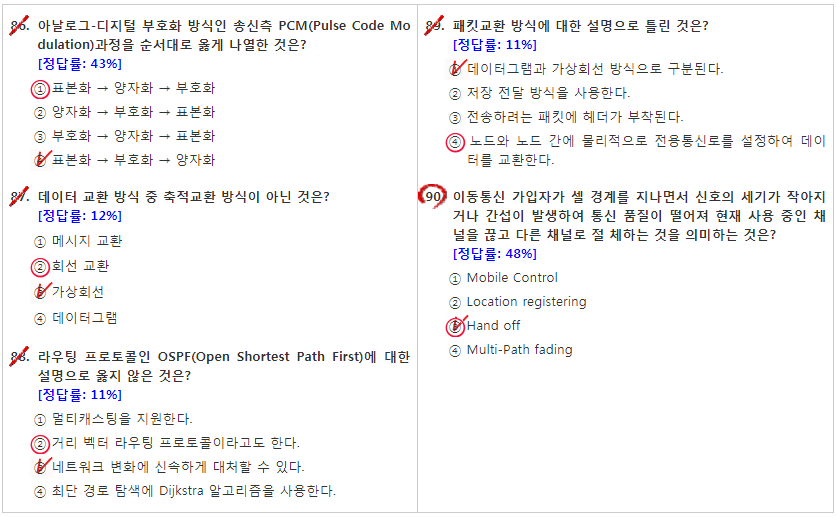 86. 아날로그-디지털 부호화 방식인 송신측 PCM(Pulse Code Mo
dulation)과정을 순서대로 옳게 나열한 것은?
[정답률: 43%]
① 표본화 → 양자화 → 부호화
② 양자화 → 부호화 → 표본화
③ 부호화 → 양자화 → 표본화
④ 표본화 → 부호화 → 양자화
87. 데이터 교환 방식 중 축적교환 방식이 아닌 것은?
[정답률: 12%]
① 메시지 교환
② 회선 교환
③ 가상회선
④ 데이터그램
88. 라우팅 프로토콜인 OSPF(Open Shortest Path First)에 대한
설명으로 옳지 않은 것은?
[정답률: 11%]
① 멀티캐스팅을 지원한다.
② 거리 벡터 라우팅 프로토콜이라고도 한다.
③ 네트워크 변화에 신속하게 대처할 수 있다.
④ 최단 경로 탐색에 Dijkstra 알고리즘을 사용한다.
89. 패킷교환 방식에 대한 설명으로 틀린 것은?
[정답률: 11%]
① 데이터그램과 가상회선 방식으로 구분된다.
② 저장 전달 방식을 사용한다.
③ 전송하려는 패킷에 헤더가 부착된다.
④ 노드와 노드 간에 물리적으로 전용통신로를 설정하여 데이
터를 교환한다.
90. 이동통신 가입자가 셀 경계를 지나면서 신호의 세기가 작아지
거나 간섭이 발생하여 통신 품질이 떨어져 현재 사용 중인 채
널을 끊고 다른 채널로 절 체하는 것을 의미하는 것은?
[정답률: 48%]
① Mobile Control
② Location registering
③ Hand off
④ Multi-Path fading